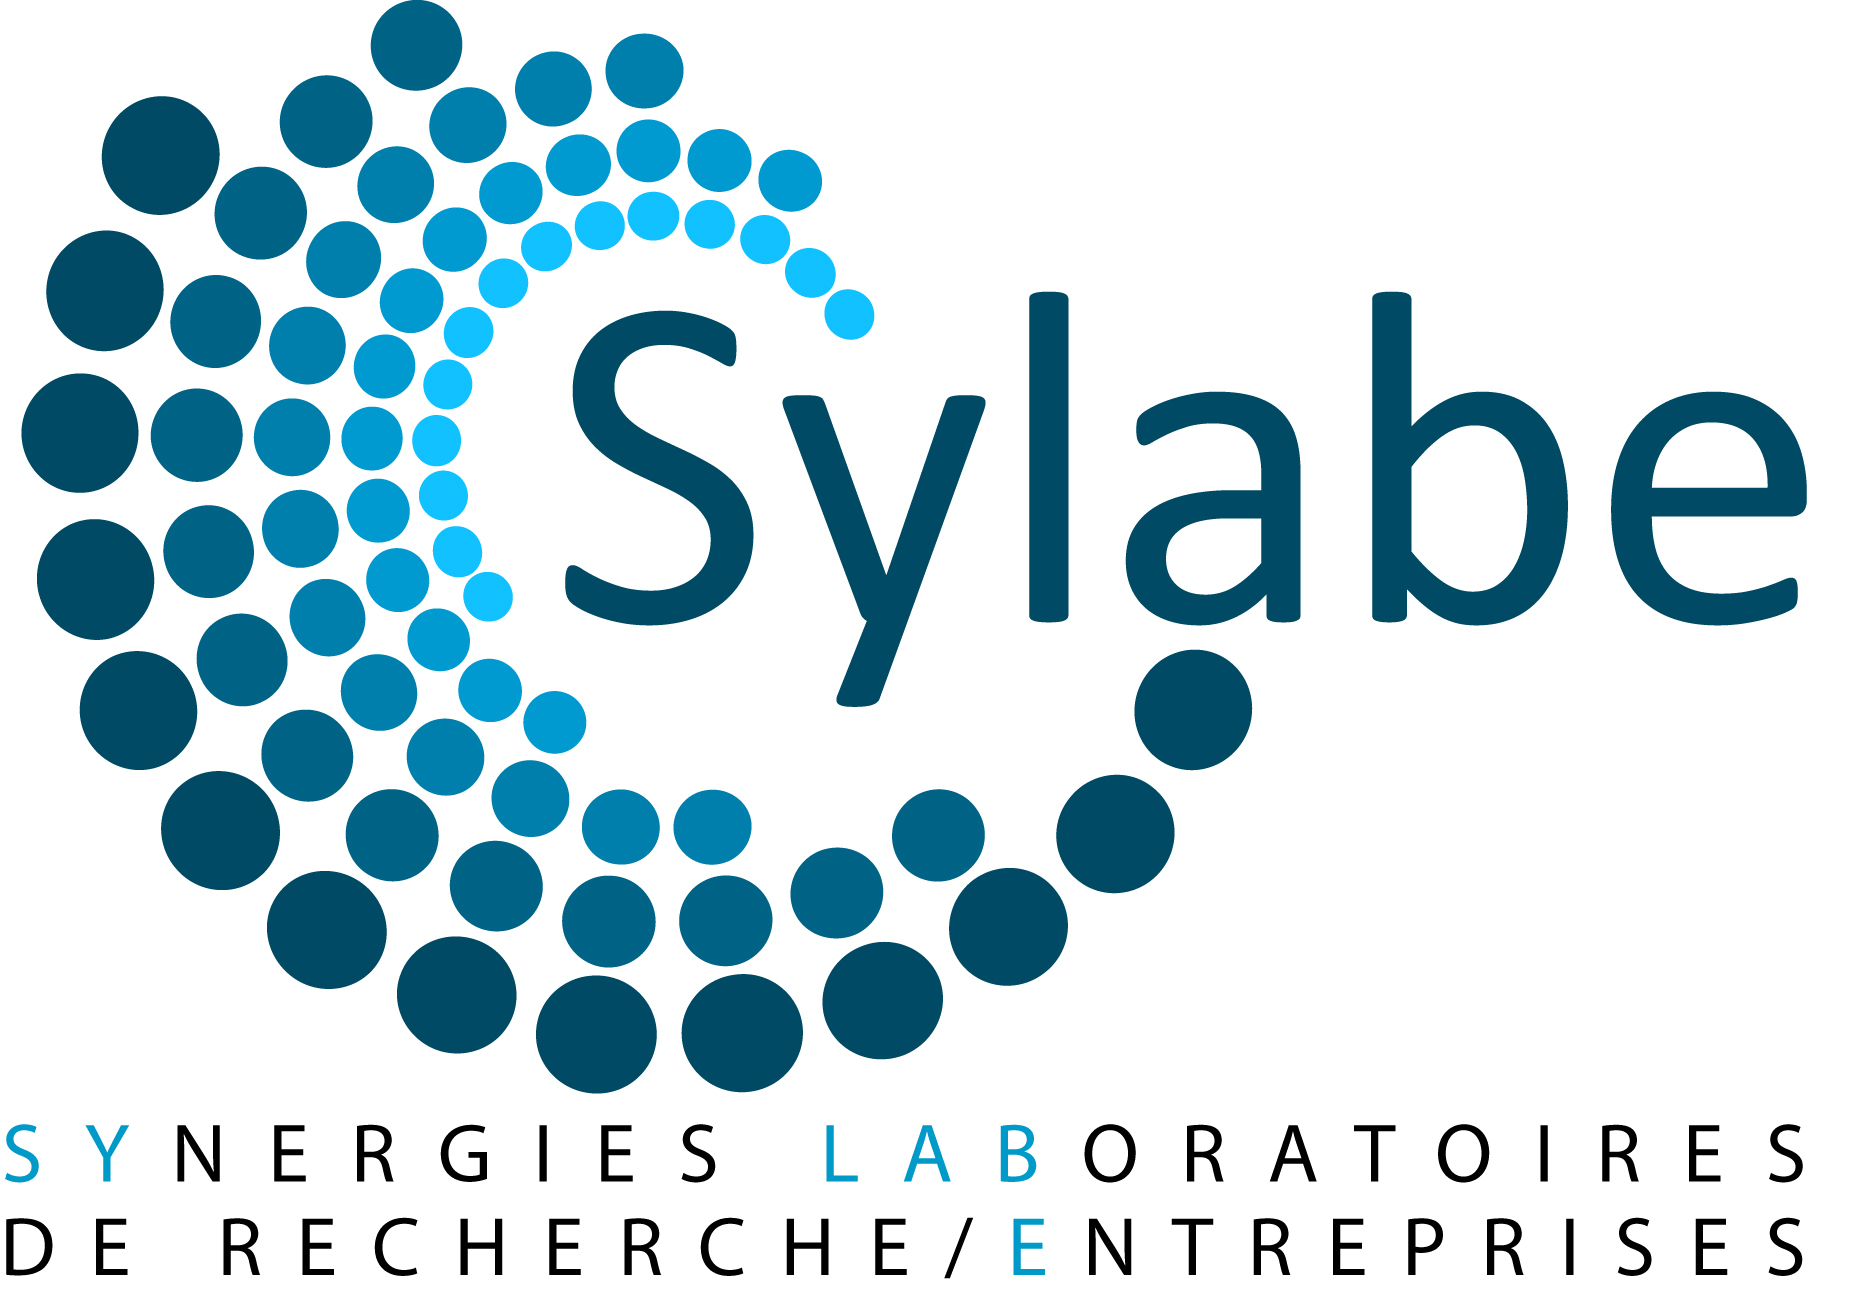 Sylabe
SYNERGIES LABORATOIRES
DE RECHERCHE/ENTREPRISES